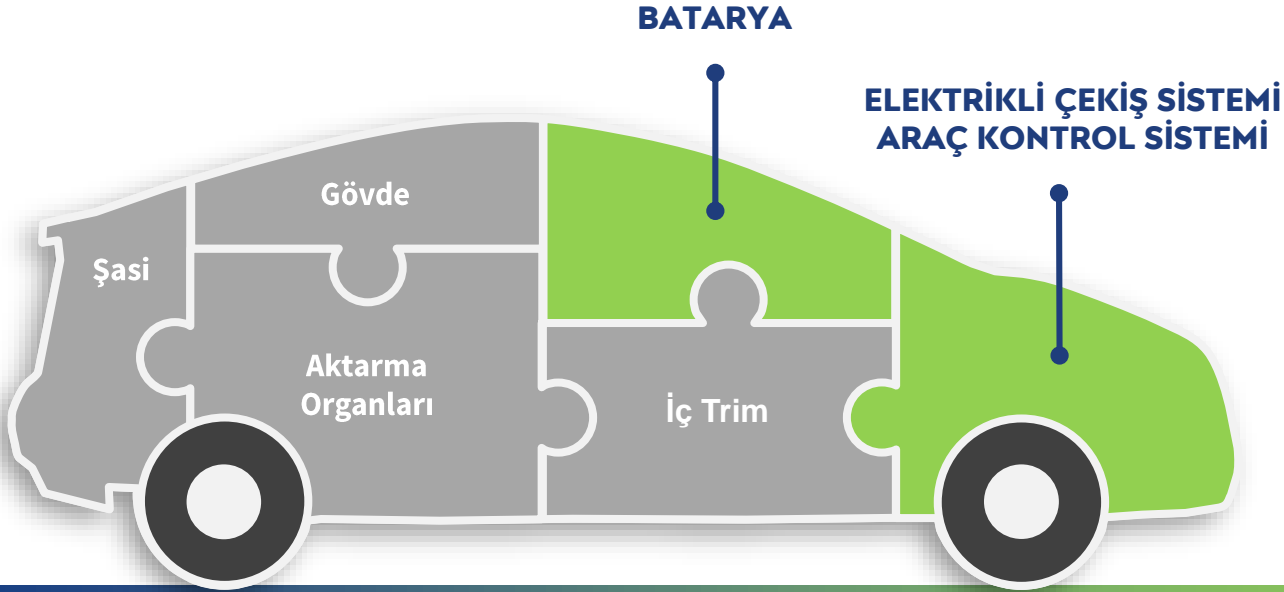 BATARYA
ELEKTRİKLİ ÇEKİŞ SİSTEMİ
ARAÇ KONTROL SİSTEMİ
Gövde
Şasi
Aktarma
Organları
İç Trim